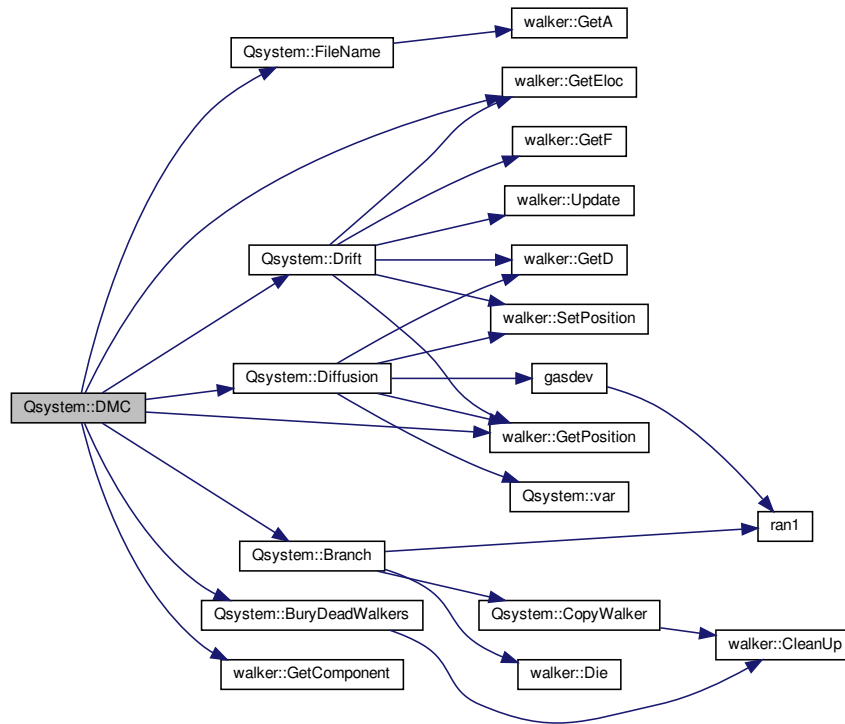 walker::GetA
Qsystem::FileName
walker::GetEloc
walker::GetF
walker::Update
Qsystem::Drift
walker::GetD
walker::SetPosition
Qsystem::Diffusion
gasdev
Qsystem::DMC
walker::GetPosition
Qsystem::var
ran1
Qsystem::Branch
Qsystem::BuryDeadWalkers
Qsystem::CopyWalker
walker::CleanUp
walker::GetComponent
walker::Die